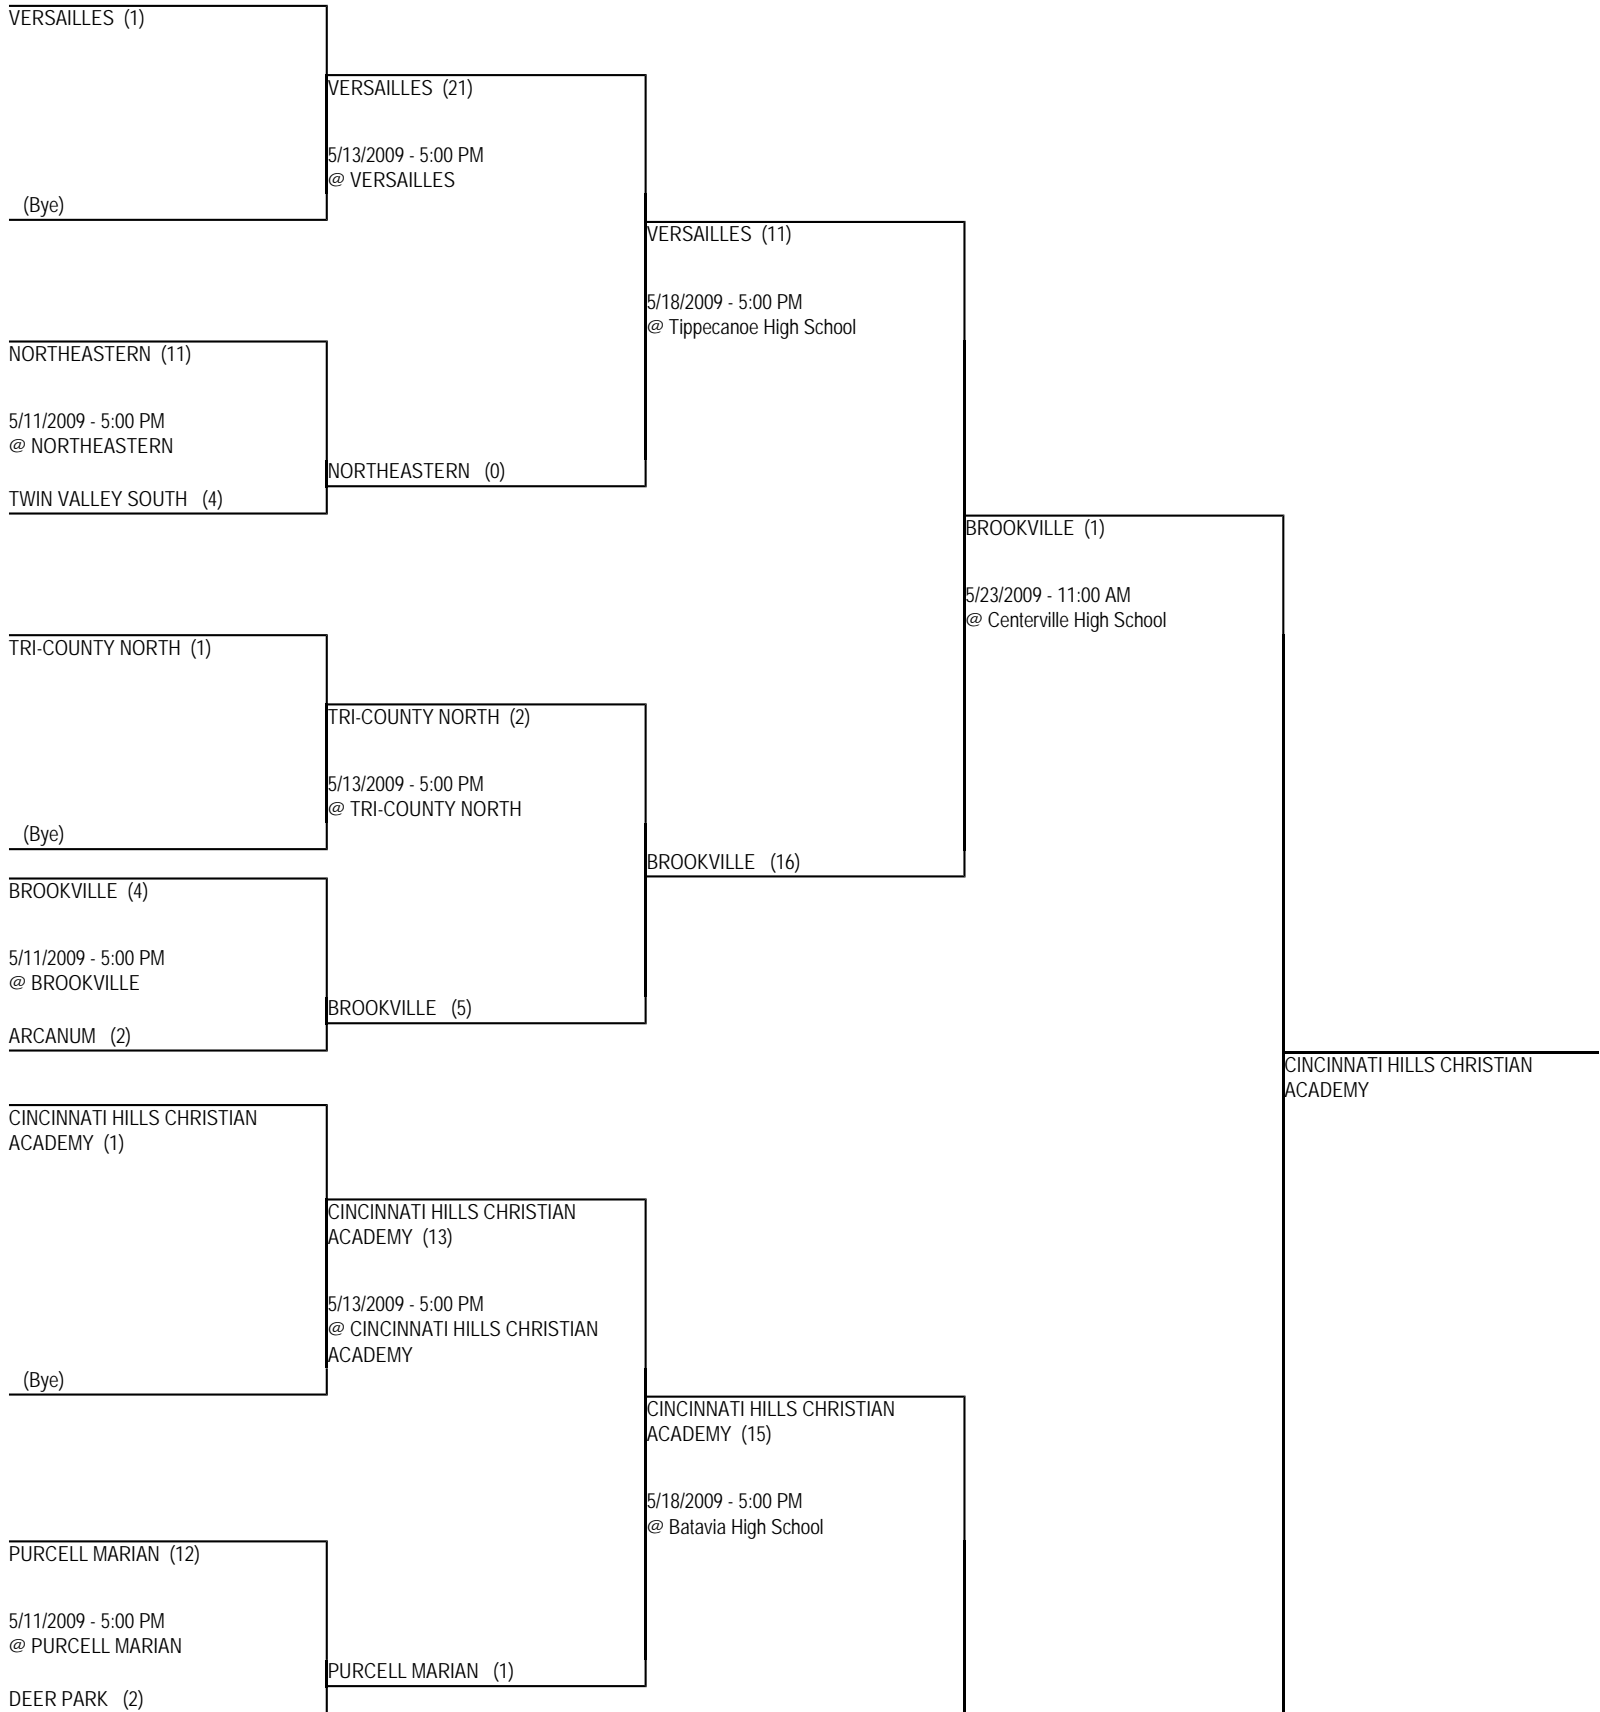 VERSAILLES (1)
VERSAILLES (21)
5/13/2009 - 5:00 PM
@ VERSAILLES
(Bye)
VERSAILLES (11)
5/18/2009 - 5:00 PM
@ Tippecanoe High School
NORTHEASTERN (11)
5/11/2009 - 5:00 PM
@ NORTHEASTERN
NORTHEASTERN (0)
TWIN VALLEY SOUTH (4)
BROOKVILLE (1)
5/23/2009 - 11:00 AM
@ Centerville High School
TRI-COUNTY NORTH (1)
TRI-COUNTY NORTH (2)
5/13/2009 - 5:00 PM
@ TRI-COUNTY NORTH
(Bye)
BROOKVILLE (16)
BROOKVILLE (4)
5/11/2009 - 5:00 PM
@ BROOKVILLE
BROOKVILLE (5)
ARCANUM (2)
CINCINNATI HILLS CHRISTIAN
ACADEMY
CINCINNATI HILLS CHRISTIAN
ACADEMY (1)
CINCINNATI HILLS CHRISTIAN
ACADEMY (13)
5/13/2009 - 5:00 PM
@ CINCINNATI HILLS CHRISTIAN
ACADEMY
(Bye)
CINCINNATI HILLS CHRISTIAN
ACADEMY (15)
5/18/2009 - 5:00 PM
@ Batavia High School
PURCELL MARIAN (12)
5/11/2009 - 5:00 PM
@ PURCELL MARIAN
PURCELL MARIAN (1)
DEER PARK (2)